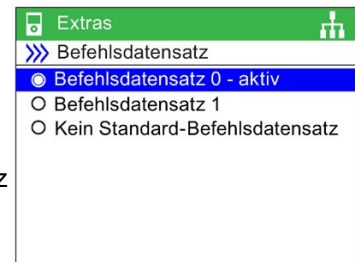 Extras
Befehlsdatensatz
Befehlsdatensatz 0 - aktiv
Befehlsdatensatz 1
Kein Standard-Befehlsdatensatz
z